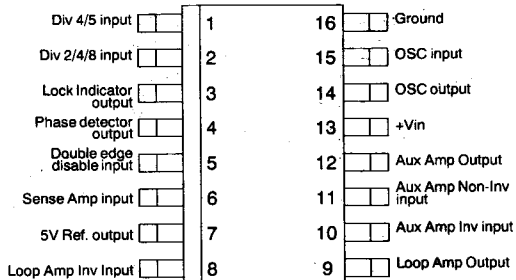 Div 4/5 input 1
Div 2/4/8 input 2
Lock Indicator
output 3
Phase detector
output 4
Double edge
disable input 5
Sense Amp input 6
5V Ref. output 7
Loop Amp Inv Input 8
16 Ground
15 OSC input
14 OSC output
13 +Vin
12 Aux Amp Output
11 Aux Amp Non-Inv
input
10 Aux Amp Inv input
9 Loop Amp Output